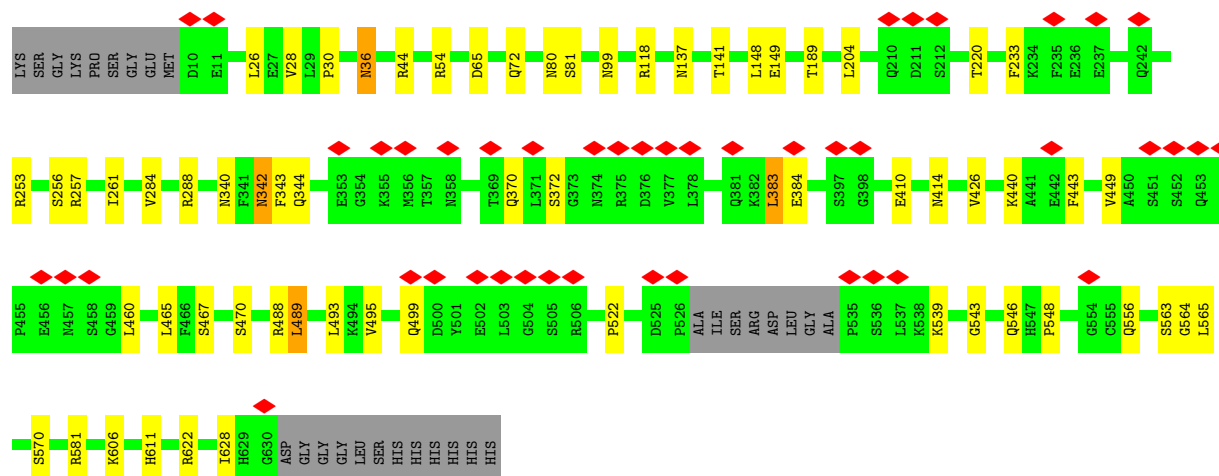 LYS SER GLY LYS PRO SER GLY GLU MET D10 E11 L26 E27 V28 L29 P30 N36 R44 R54 D65 Q72 N80 S81 N99 R118 N137 T141 L148 E149 T189 L204 Q210 D211 S212 T220 F233 K234 F235 E236 E237 Q242
R253 S256 R257 I261 V284 R288 N340 F341 N342 F343 Q344 E353 G354 K355 M356 T357 N358 T369 Q370 L371 S372 G373 N374 R375 D376 V377 L378 Q381 K382 L383 E384 S397 G398 E410 N414 V426 K440 A441 E442 F443 V449 A450 S451 S452 Q453
P455 E456 N457 S458 G459 L460 L465 F466 S467 S470 R488 L489 L493 K494 V495 Q499 D500 Y501 E502 L503 G504 S505 R506 P522 D525 P526 ALA ILE SER ARG ASP LEU GLY ALA P535 S536 L537 K538 K539 G543 Q546 H547 P548 G554 C555 Q556 S563 G564 L565
S570 R581 K606 H611 R622 I628 H629 G630 ASP GLY GLY GLY LEU SER HIS HIS HIS HIS HIS HIS